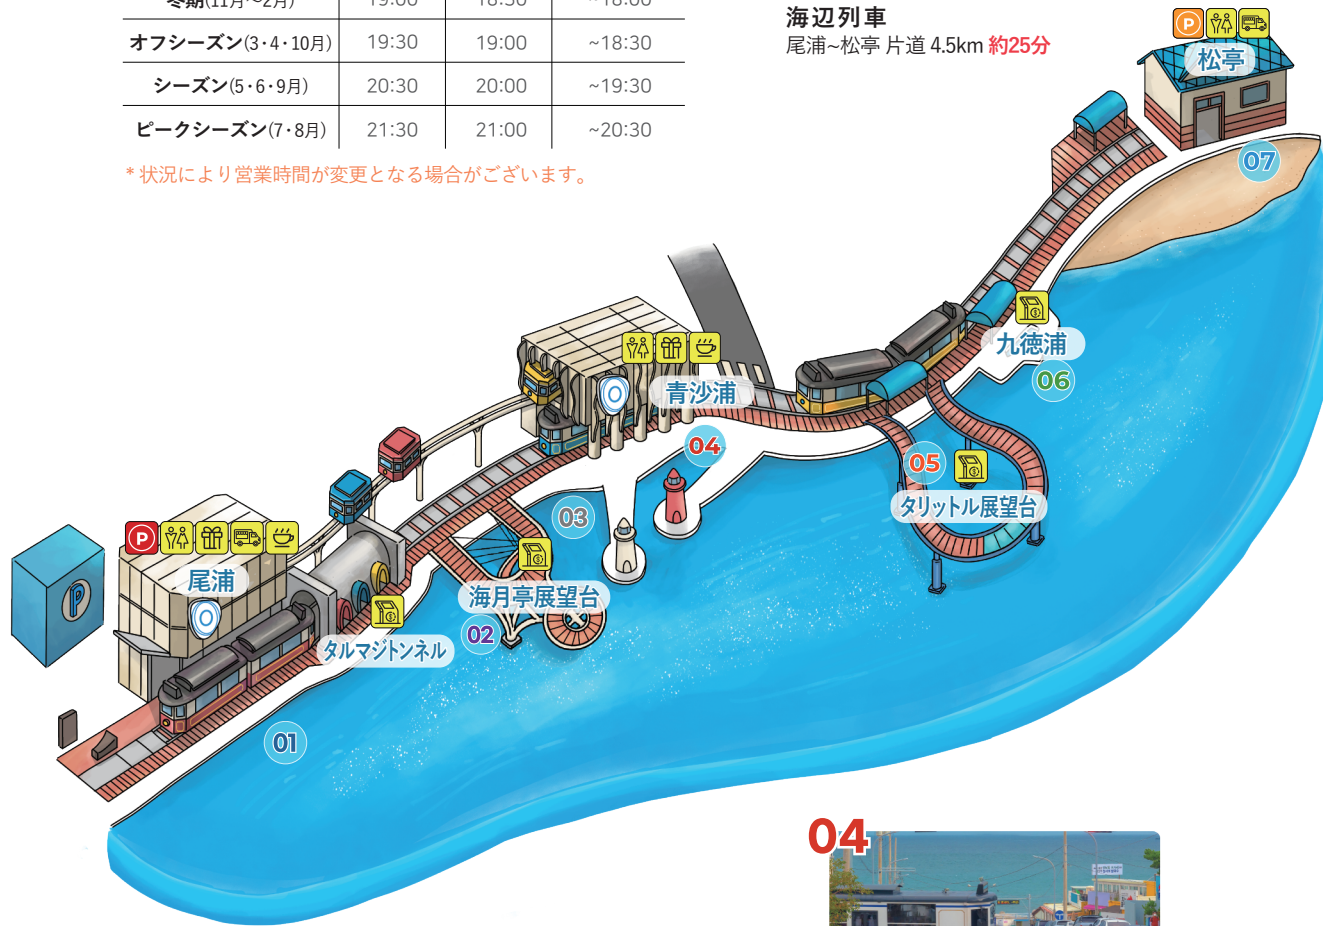 冬期(11月～2月) 19:00 18:30 ~18:00
オフシーズン(3・4・10月) 19:30 19:00 ~18:30
シーズン(5・6・9月) 20:30 20:00 ~19:30
ピークシーズン(7・8月) 21:30 21:00 ~20:30
* 状況により営業時間が変更となる場合がございます。
海辺列車
尾浦~松亭 片道 4.5km 約25分
P
松亭
07
九徳浦
06
青沙浦
04
05
タリットル展望台
03
P
尾浦
P
海月亭展望台
02
タルマジトンネル
01
04